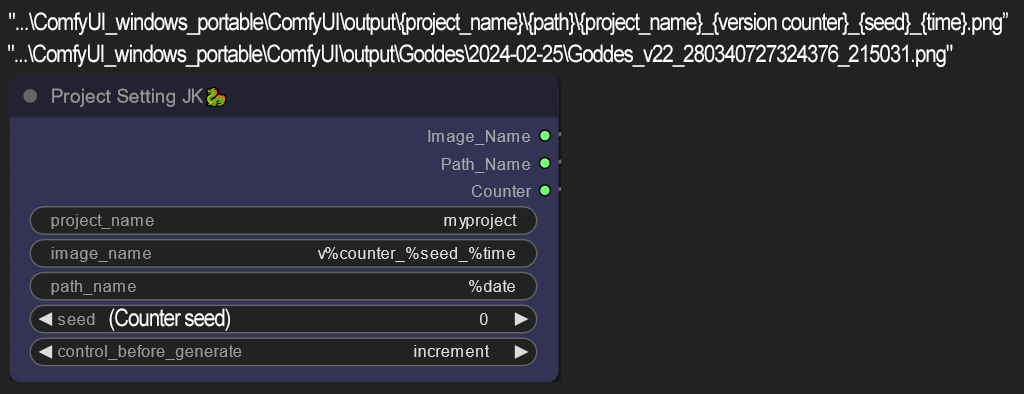 "...\ComfyUI_windows_portable\ComfyUI\output\{project_name}\{path}\{project_name}_{version counter}_{seed}_{time}.png”
"...\ComfyUI_windows_portable\ComfyUI\output\Goddes\2024-02-25\Goddes_v22_280340727324376_215031.png"
Project Setting JK🐉
Image_Name
Path_Name
Counter
project_name myproject
image_name v%counter_%seed_%time
path_name %date
seed (Counter seed) 0
control_before_generate increment